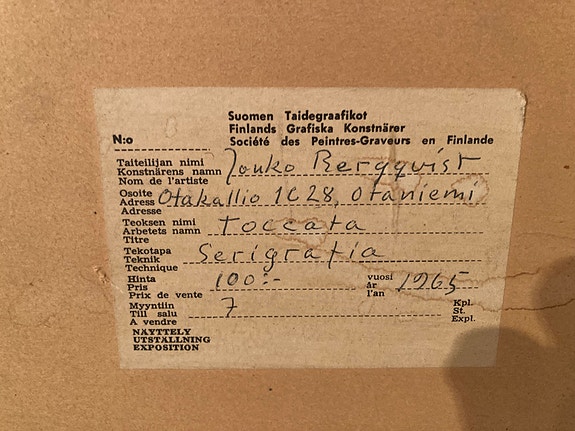 Suomen Taidegraafikot
Finlands Grafiska Konstnärer
N:o Société des Peintres-Graveurs en Finlande
Taiteilijan nimi
Konstnärens namn Jouko Bergqvist
Nom de l'artiste
Osoite
Adress Otakallio 1C28, Otaniemi
Adresse
Teoksen nimi
Arbetets namn Toccata
Titre
Tekotapa
Teknik Serigrafia
Technique
Hinta vuosi
Pris 100:- år 1965
Prix de vente l'an
Myyntiin Kpl.
Till salu 7 St.
A vendre Expl.
NÄYTTELY
UTSTÄLLNING
EXPOSITION